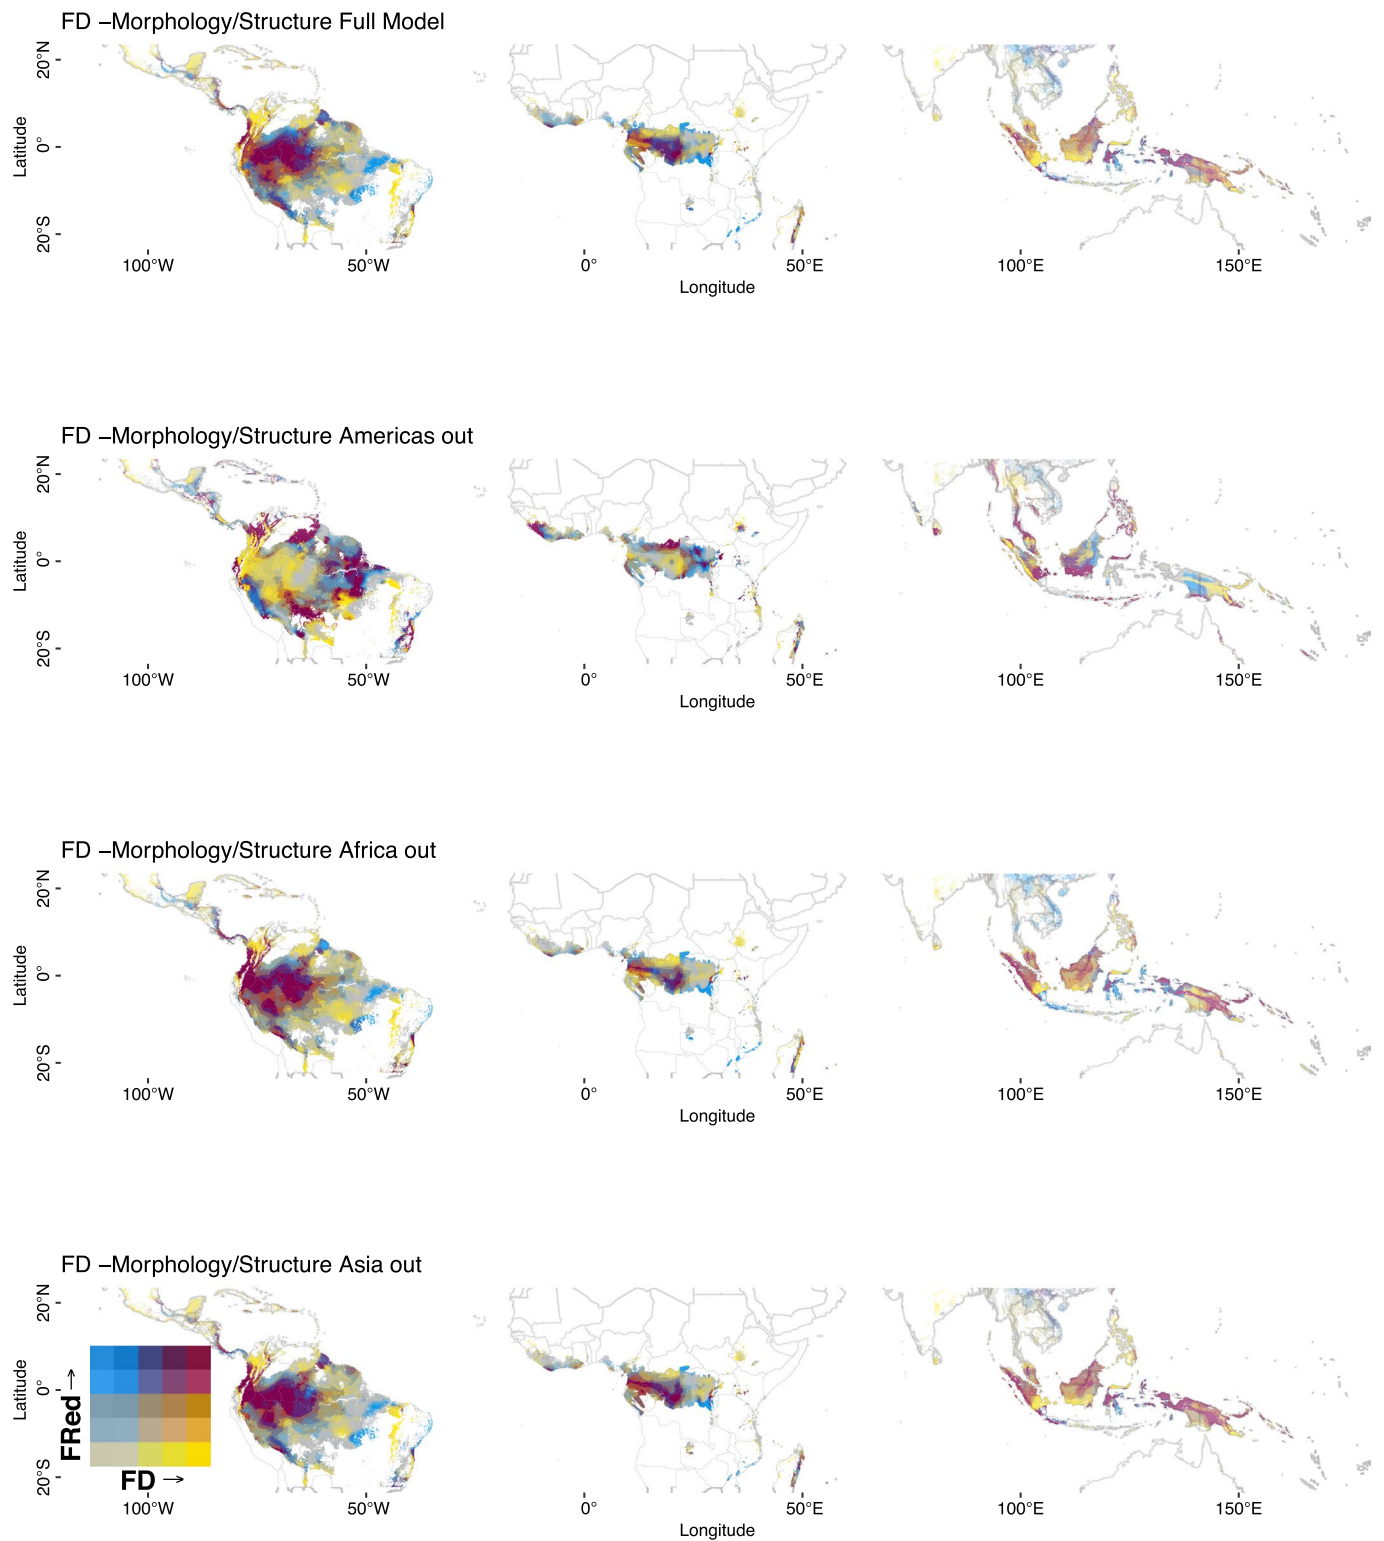 FD –Morphology/Structure Full Model
20°N
0°
20°S
Latitude
100°W
50°W
0°
50°E
100°E
150°E
Longitude
FD –Morphology/Structure Americas out
20°N
0°
20°S
Latitude
100°W
50°W
0°
50°E
100°E
150°E
Longitude
FD –Morphology/Structure Africa out
20°N
0°
20°S
Latitude
100°W
50°W
0°
50°E
100°E
150°E
Longitude
FD –Morphology/Structure Asia out
20°N
0°
20°S
Latitude
FRed →
FD →
100°W
50°W
0°
50°E
100°E
150°E
Longitude